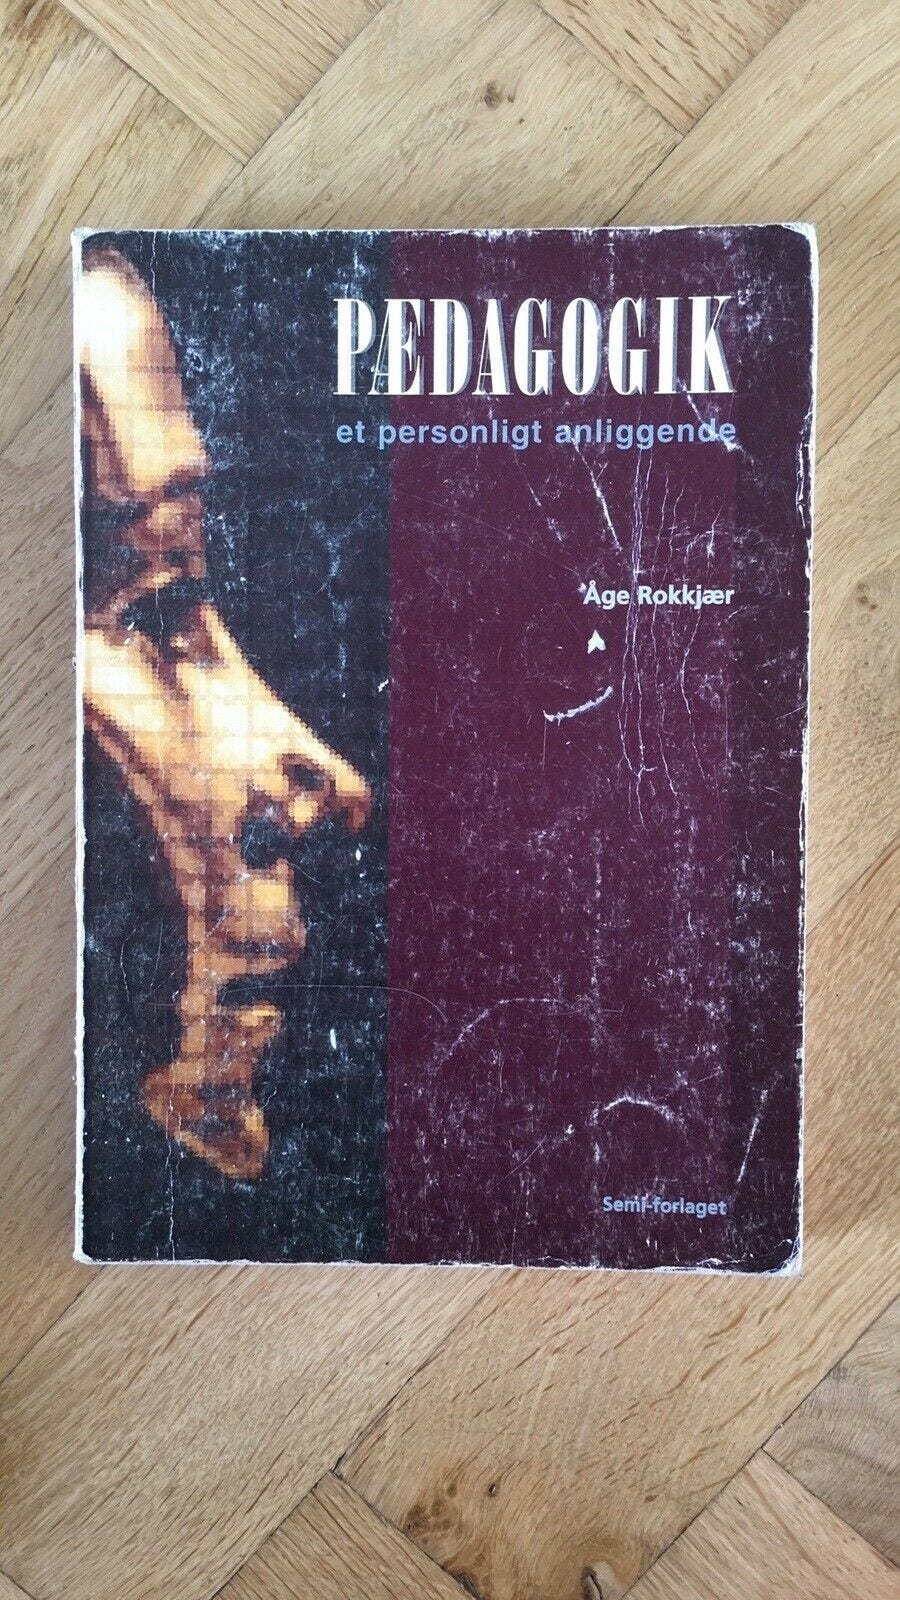 PÆDAGOGIK
et personligt anliggende
Åge Rokkjær
Semi-forlaget